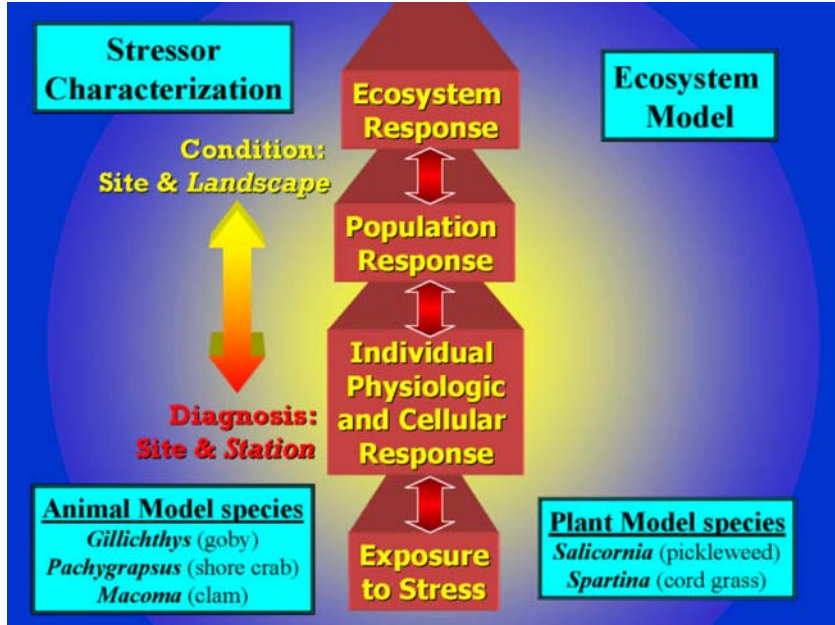 Stressor
Characterization
Ecosystem
Model
Ecosystem
Response
Condition:
Site & Landscape
Population
Response
Individual
Physiologic
and Cellular
Response
Diagnosis:
Site & Station
Animal Model species
Gillichthys (goby)
Pachygrapsus (shore crab)
Macoma (clam)
Exposure
to Stress
Plant Model species
Salicornia (pickleweed)
Spartina (cord grass)